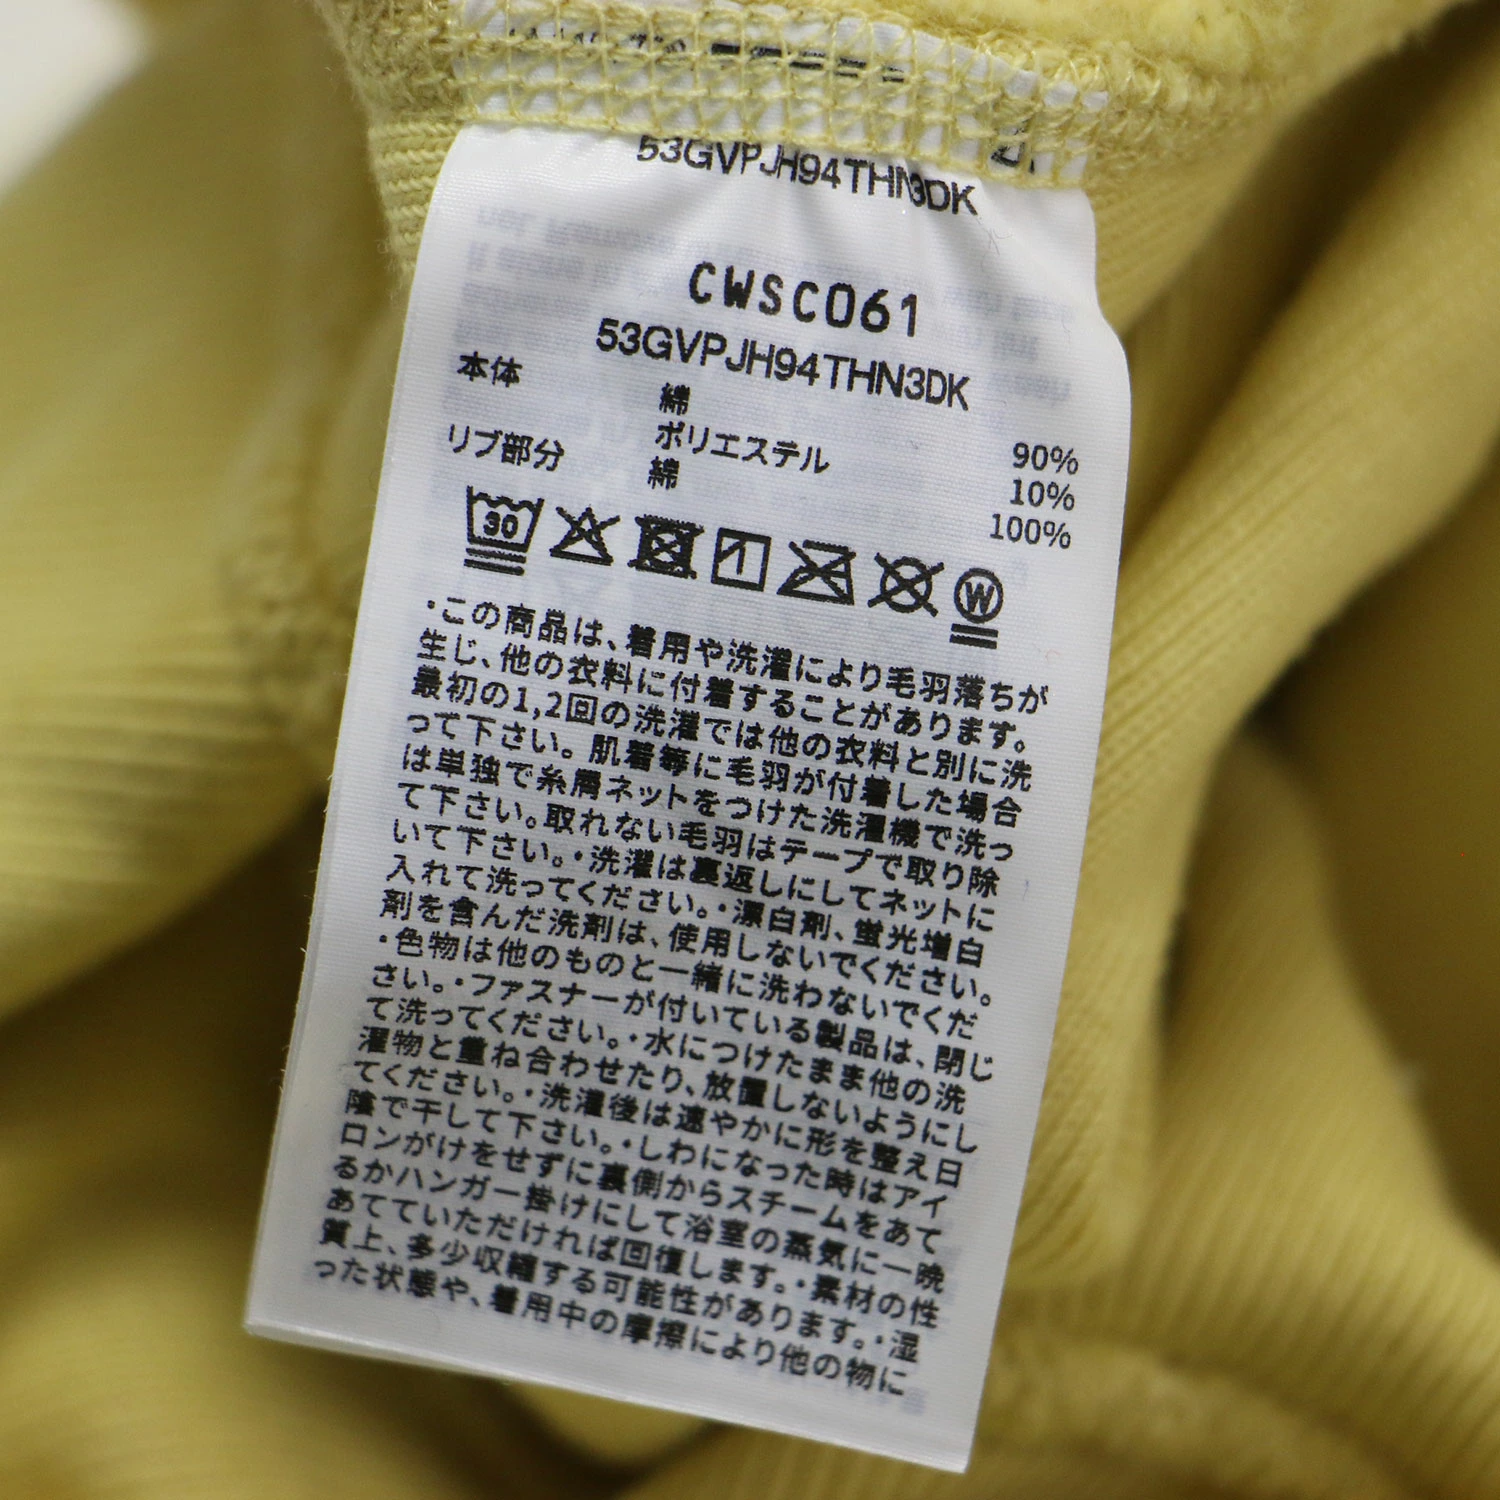 53GVPJH94THN3DK
CWSC061
53GVPJH94THN3DK
本体 綿 90%
ポリエステル 10%
リブ部分 綿 100%
30
W
・この商品は、着用や洗濯により毛羽落ちが
生じ、他の衣料に付着することがあります。
最初の1,2回の洗濯では他の衣料と別に洗
って下さい。肌着等に毛羽が付着した場合
は単独で糸屑ネットをつけた洗濯機で洗っ
て下さい。取れない毛羽はテープで取り除
いて下さい。・洗濯は裏返しにしてネットに
入れて洗ってください。・漂白剤、蛍光増白
剤を含んだ洗剤は、使用しないでください。
・色物は他のものと一緒に洗わないでくだ
さい。・ファスナーが付いている製品は、閉じ
て洗ってください。・水につけたまま他の洗
濯物と重ね合わせたり、放置しないようにし
てください。・洗濯後は速やかに形を整え日
陰で干して下さい。・しわになった時はアイ
ロンがけをせずに裏側からスチームをあて
るかハンガー掛けにして浴室の蒸気に一晩
あてていただければ回復します。・素材の性
質上、多少収縮する可能性があります。・湿
った状態や、着用中の摩擦により他の物に